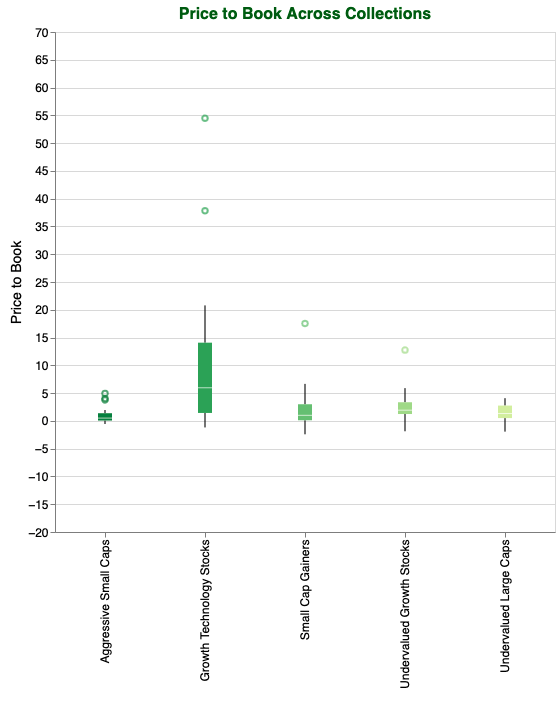 Price to Book Across Collections
70
65
60
55
50
45
40
35
30
25
20
15
10
5
0
−5
−10
−15
−20
Price to Book
Aggressive Small Caps
Growth Technology Stocks
Small Cap Gainers
Undervalued Growth Stocks
Undervalued Large Caps